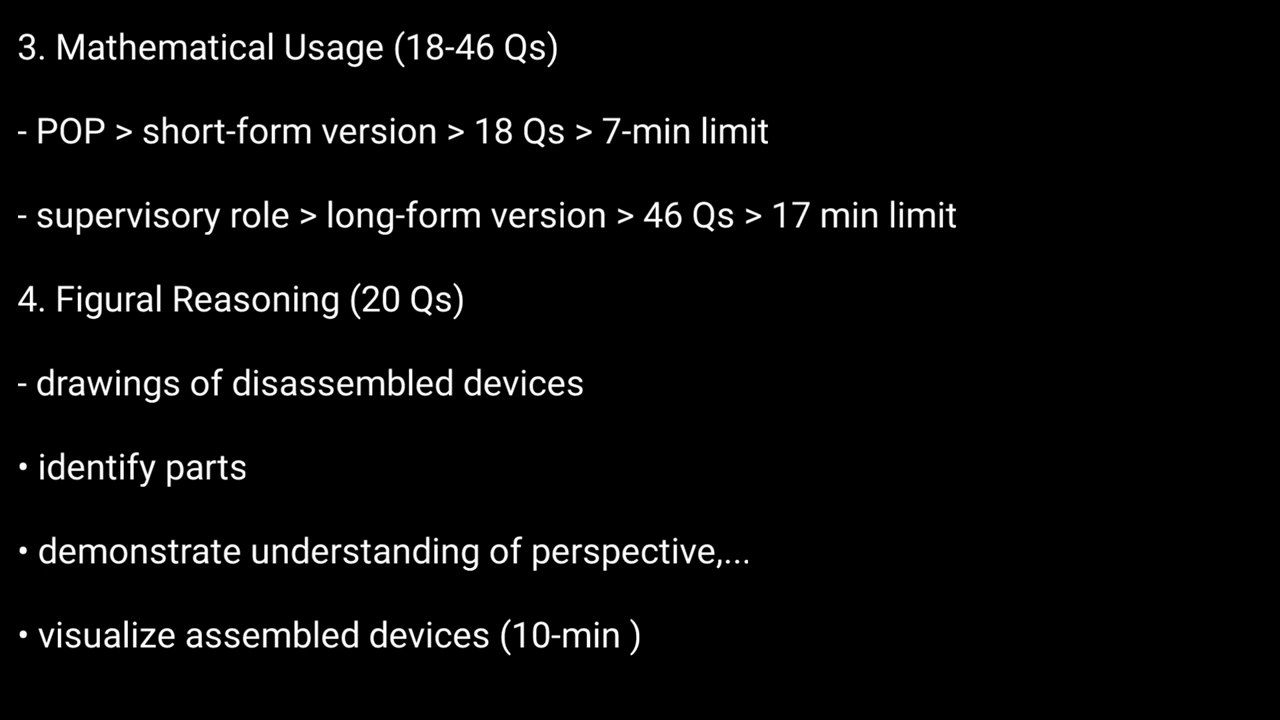 3. Mathematical Usage (18-46 Qs)
- POP > short-form version > 18 Qs > 7-min limit
- supervisory role > long-form version > 46 Qs > 17 min limit
4. Figural Reasoning (20 Qs)
- drawings of disassembled devices
• identify parts
• demonstrate understanding of perspective,...
• visualize assembled devices (10-min )